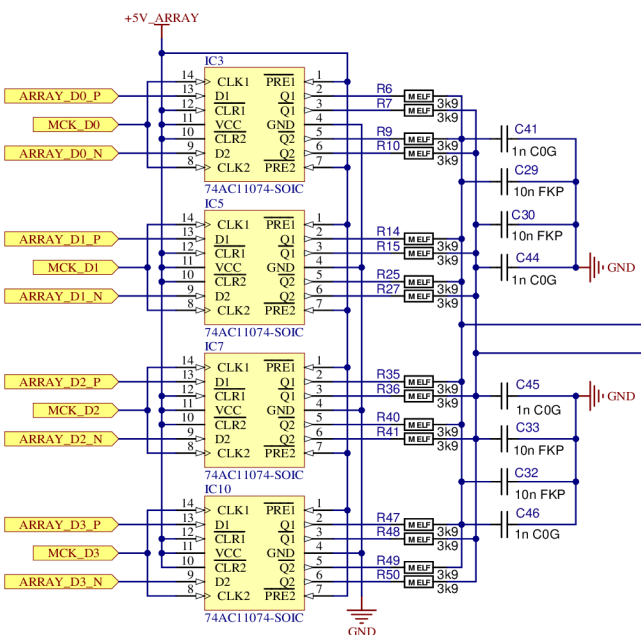 +5V_ARRAY
IC3
14 CLK1 PRE1 1
ARRAY_D0_P 13 D1 Q1 2 R6 MELF 3k9
12 CLR1 Q1 3 R7 MELF 3k9
MCK_D0 11 VCC GND 4
10 CLR2 Q2 5 R9 MELF 3k9
ARRAY_D0_N 9 D2 Q2 6 R10 MELF 3k9
8 CLK2 PRE2 7
74AC11074-SOIC
C41
1n C0G
C29
10n FKP
C30
10n FKP
C44
1n C0G
GND
IC5
14 CLK1 PRE1 1
ARRAY_D1_P 13 D1 Q1 2 R14 MELF 3k9
12 CLR1 Q1 3 R15 MELF 3k9
MCK_D1 11 VCC GND 4
10 CLR2 Q2 5 R25 MELF 3k9
ARRAY_D1_N 9 D2 Q2 6 R27 MELF 3k9
8 CLK2 PRE2 7
74AC11074-SOIC
IC7
14 CLK1 PRE1 1
ARRAY_D2_P 13 D1 Q1 2 R35 MELF 3k9
12 CLR1 Q1 3 R36 MELF 3k9
MCK_D2 11 VCC GND 4
10 CLR2 Q2 5 R40 MELF 3k9
ARRAY_D2_N 9 D2 Q2 6 R41 MELF 3k9
8 CLK2 PRE2 7
74AC11074-SOIC
C45
1n C0G
GND
C33
10n FKP
C32
10n FKP
C46
1n C0G
IC10
14 CLK1 PRE1 1
ARRAY_D3_P 13 D1 Q1 2 R47 MELF 3k9
12 CLR1 Q1 3 R48 MELF 3k9
MCK_D3 11 VCC GND 4
10 CLR2 Q2 5 R49 MELF 3k9
ARRAY_D3_N 9 D2 Q2 6 R50 MELF 3k9
8 CLK2 PRE2 7
74AC11074-SOIC
GND